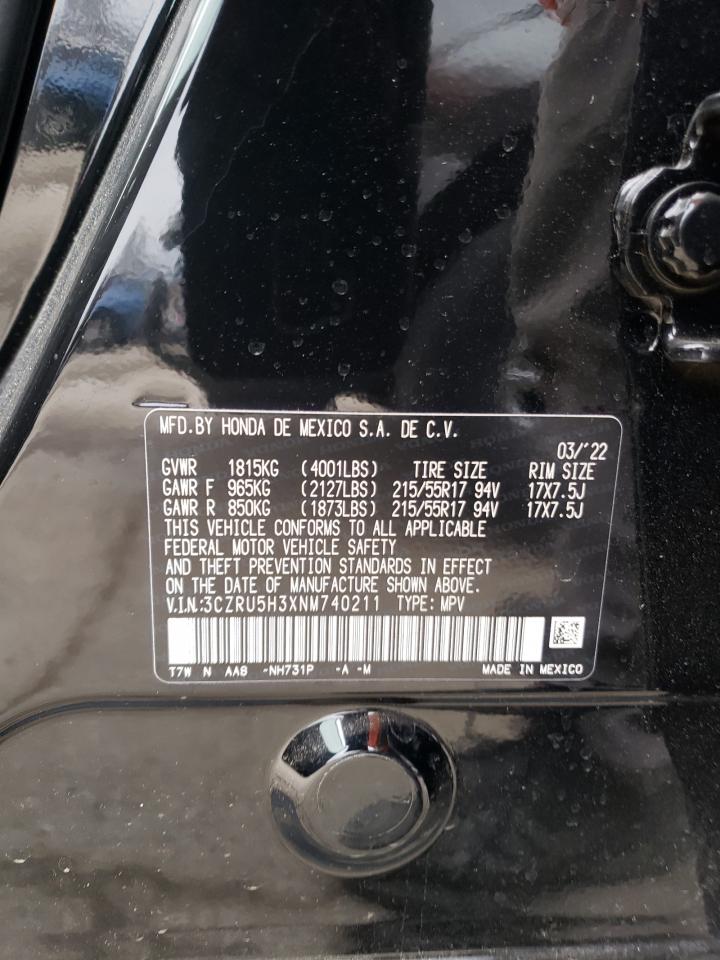 MFD.BY HONDA DE MEXICO S.A. DE C.V.
03/'22
GVWR 1815KG (4001LBS) TIRE SIZE RIM SIZE
GAWR F 965KG (2127LBS) 215/55R17 94V 17X7.5J
GAWR R 850KG (1873LBS) 215/55R17 94V 17X7.5J
THIS VEHICLE CONFORMS TO ALL APPLICABLE
FEDERAL MOTOR VEHICLE SAFETY
AND THEFT PREVENTION STANDARDS IN EFFECT
ON THE DATE OF MANUFACTURE SHOWN ABOVE.
V.I.N.:3CZRU5H3XNM740211 TYPE: MPV
T7W N AA8 -NH731P -A -M MADE IN MEXICO